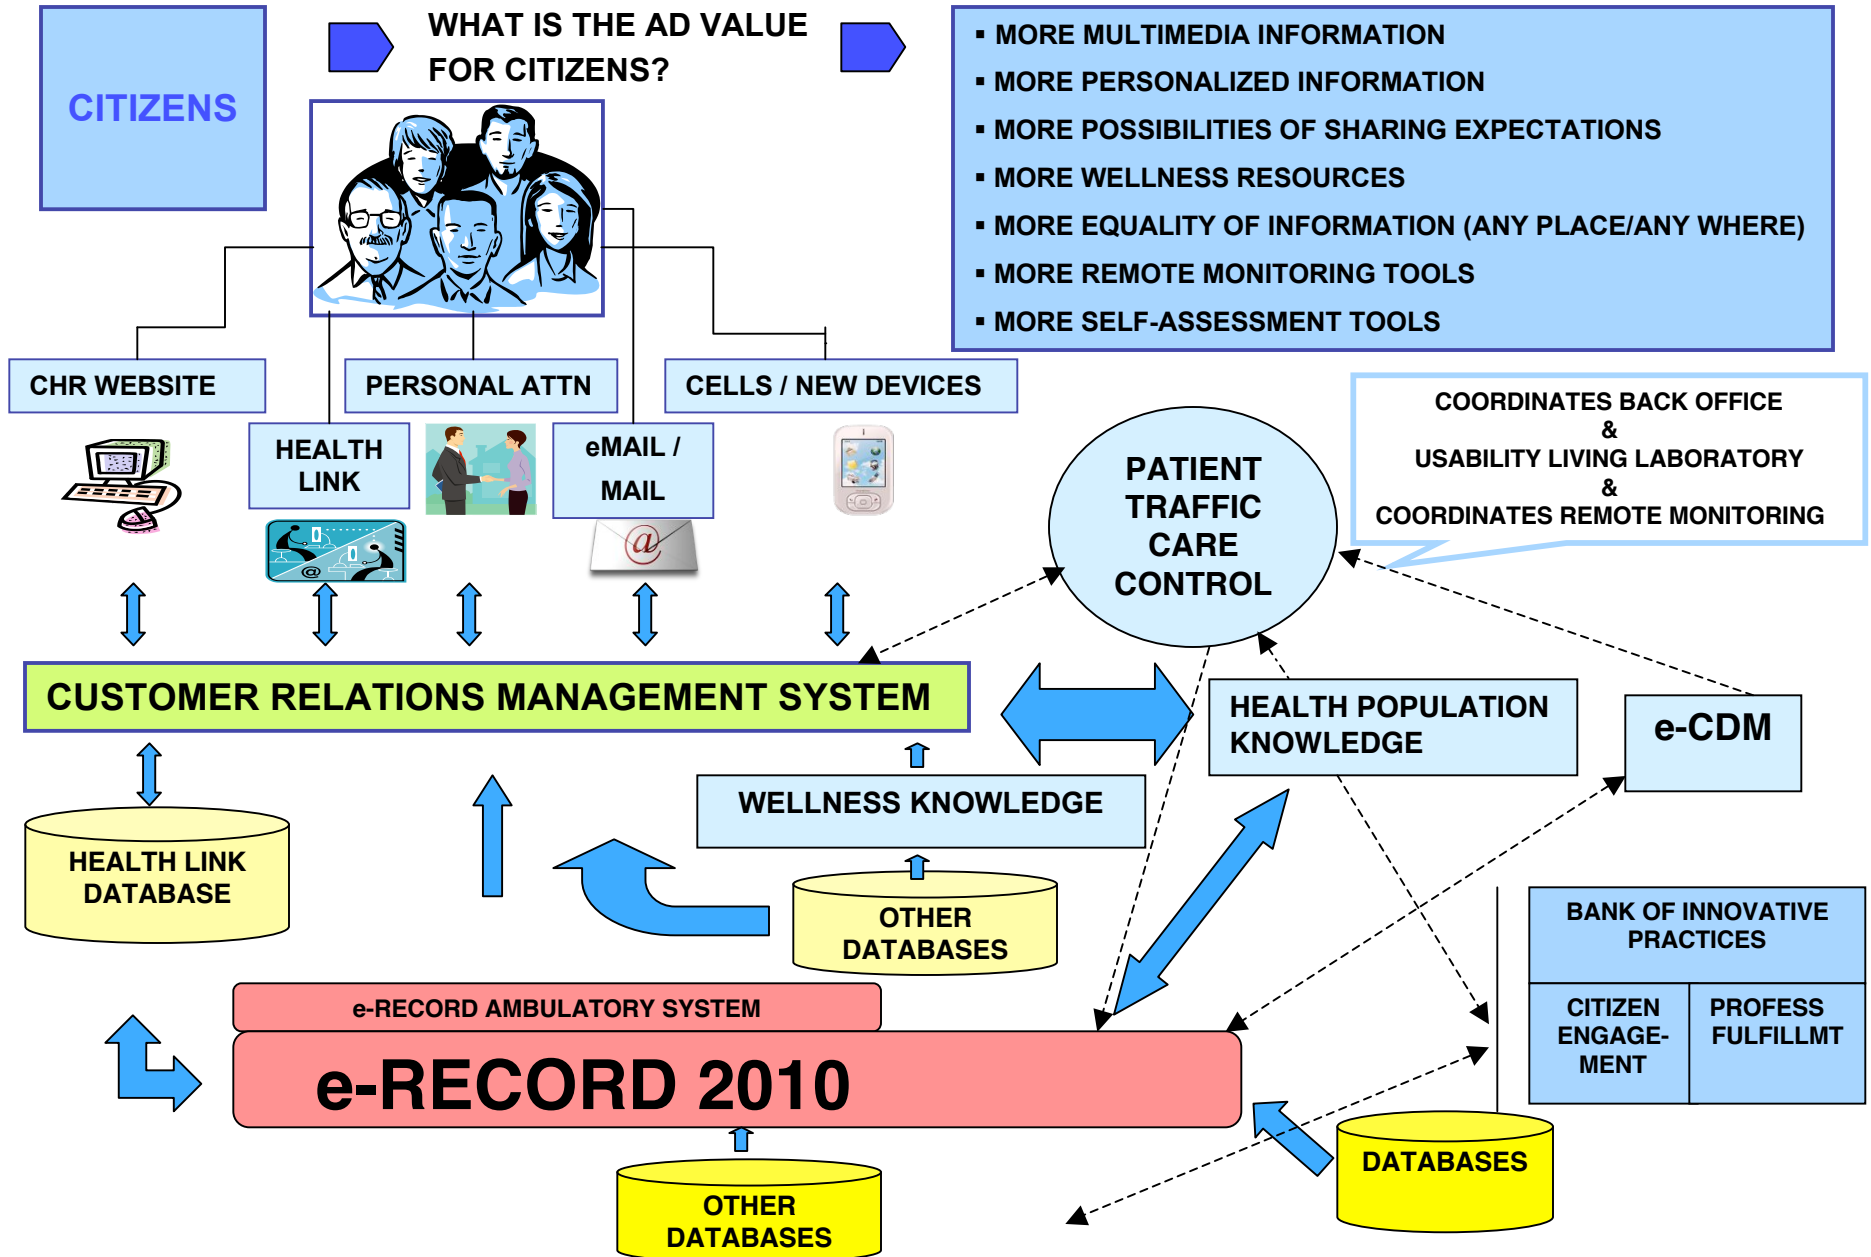 CITIZENS
WHAT IS THE AD VALUE
FOR CITIZENS?
▪ MORE MULTIMEDIA INFORMATION
▪ MORE PERSONALIZED INFORMATION
▪ MORE POSSIBILITIES OF SHARING EXPECTATIONS
▪ MORE WELLNESS RESOURCES
▪ MORE EQUALITY OF INFORMATION (ANY PLACE/ANY WHERE)
▪ MORE REMOTE MONITORING TOOLS
▪ MORE SELF-ASSESSMENT TOOLS
CHR WEBSITE
PERSONAL ATTN
CELLS / NEW DEVICES
HEALTH
LINK
eMAIL /
MAIL
@
@
PATIENT
TRAFFIC
CARE
CONTROL
COORDINATES BACK OFFICE
&
USABILITY LIVING LABORATORY
&
COORDINATES REMOTE MONITORING
CUSTOMER RELATIONS MANAGEMENT SYSTEM
HEALTH POPULATION
KNOWLEDGE
e-CDM
WELLNESS KNOWLEDGE
HEALTH LINK
DATABASE
OTHER
DATABASES
BANK OF INNOVATIVE
PRACTICES
CITIZEN
ENGAGE-
MENT
PROFESS
FULFILLMT
e-RECORD AMBULATORY SYSTEM
e-RECORD 2010
DATABASES
OTHER
DATABASES